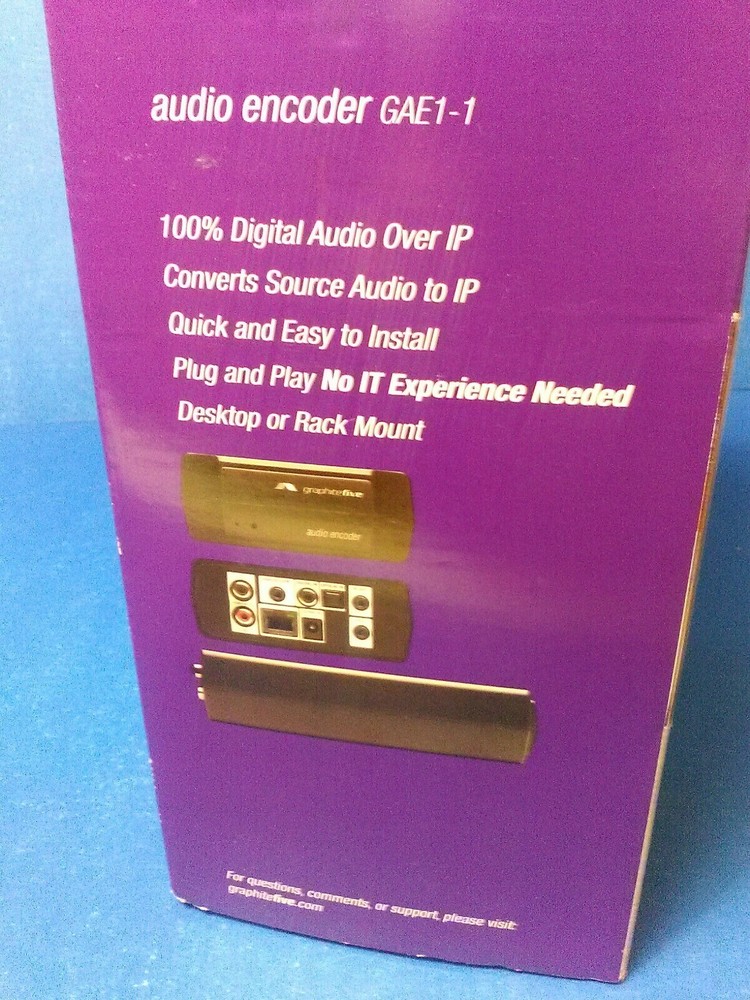 audio encoder GAE1-1
100% Digital Audio Over IP
Converts Source Audio to IP
Quick and Easy to Install
Plug and Play No IT Experience Needed
Desktop or Rack Mount
graphitefive
audio encoder
For questions, comments, or support, please visit:
graphitefive.com